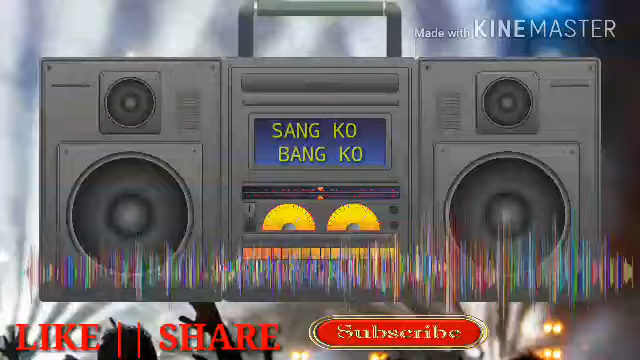 Made with KINEMASTER
SANG KO
BANG KO
LIKE || SHARE
Subscribe